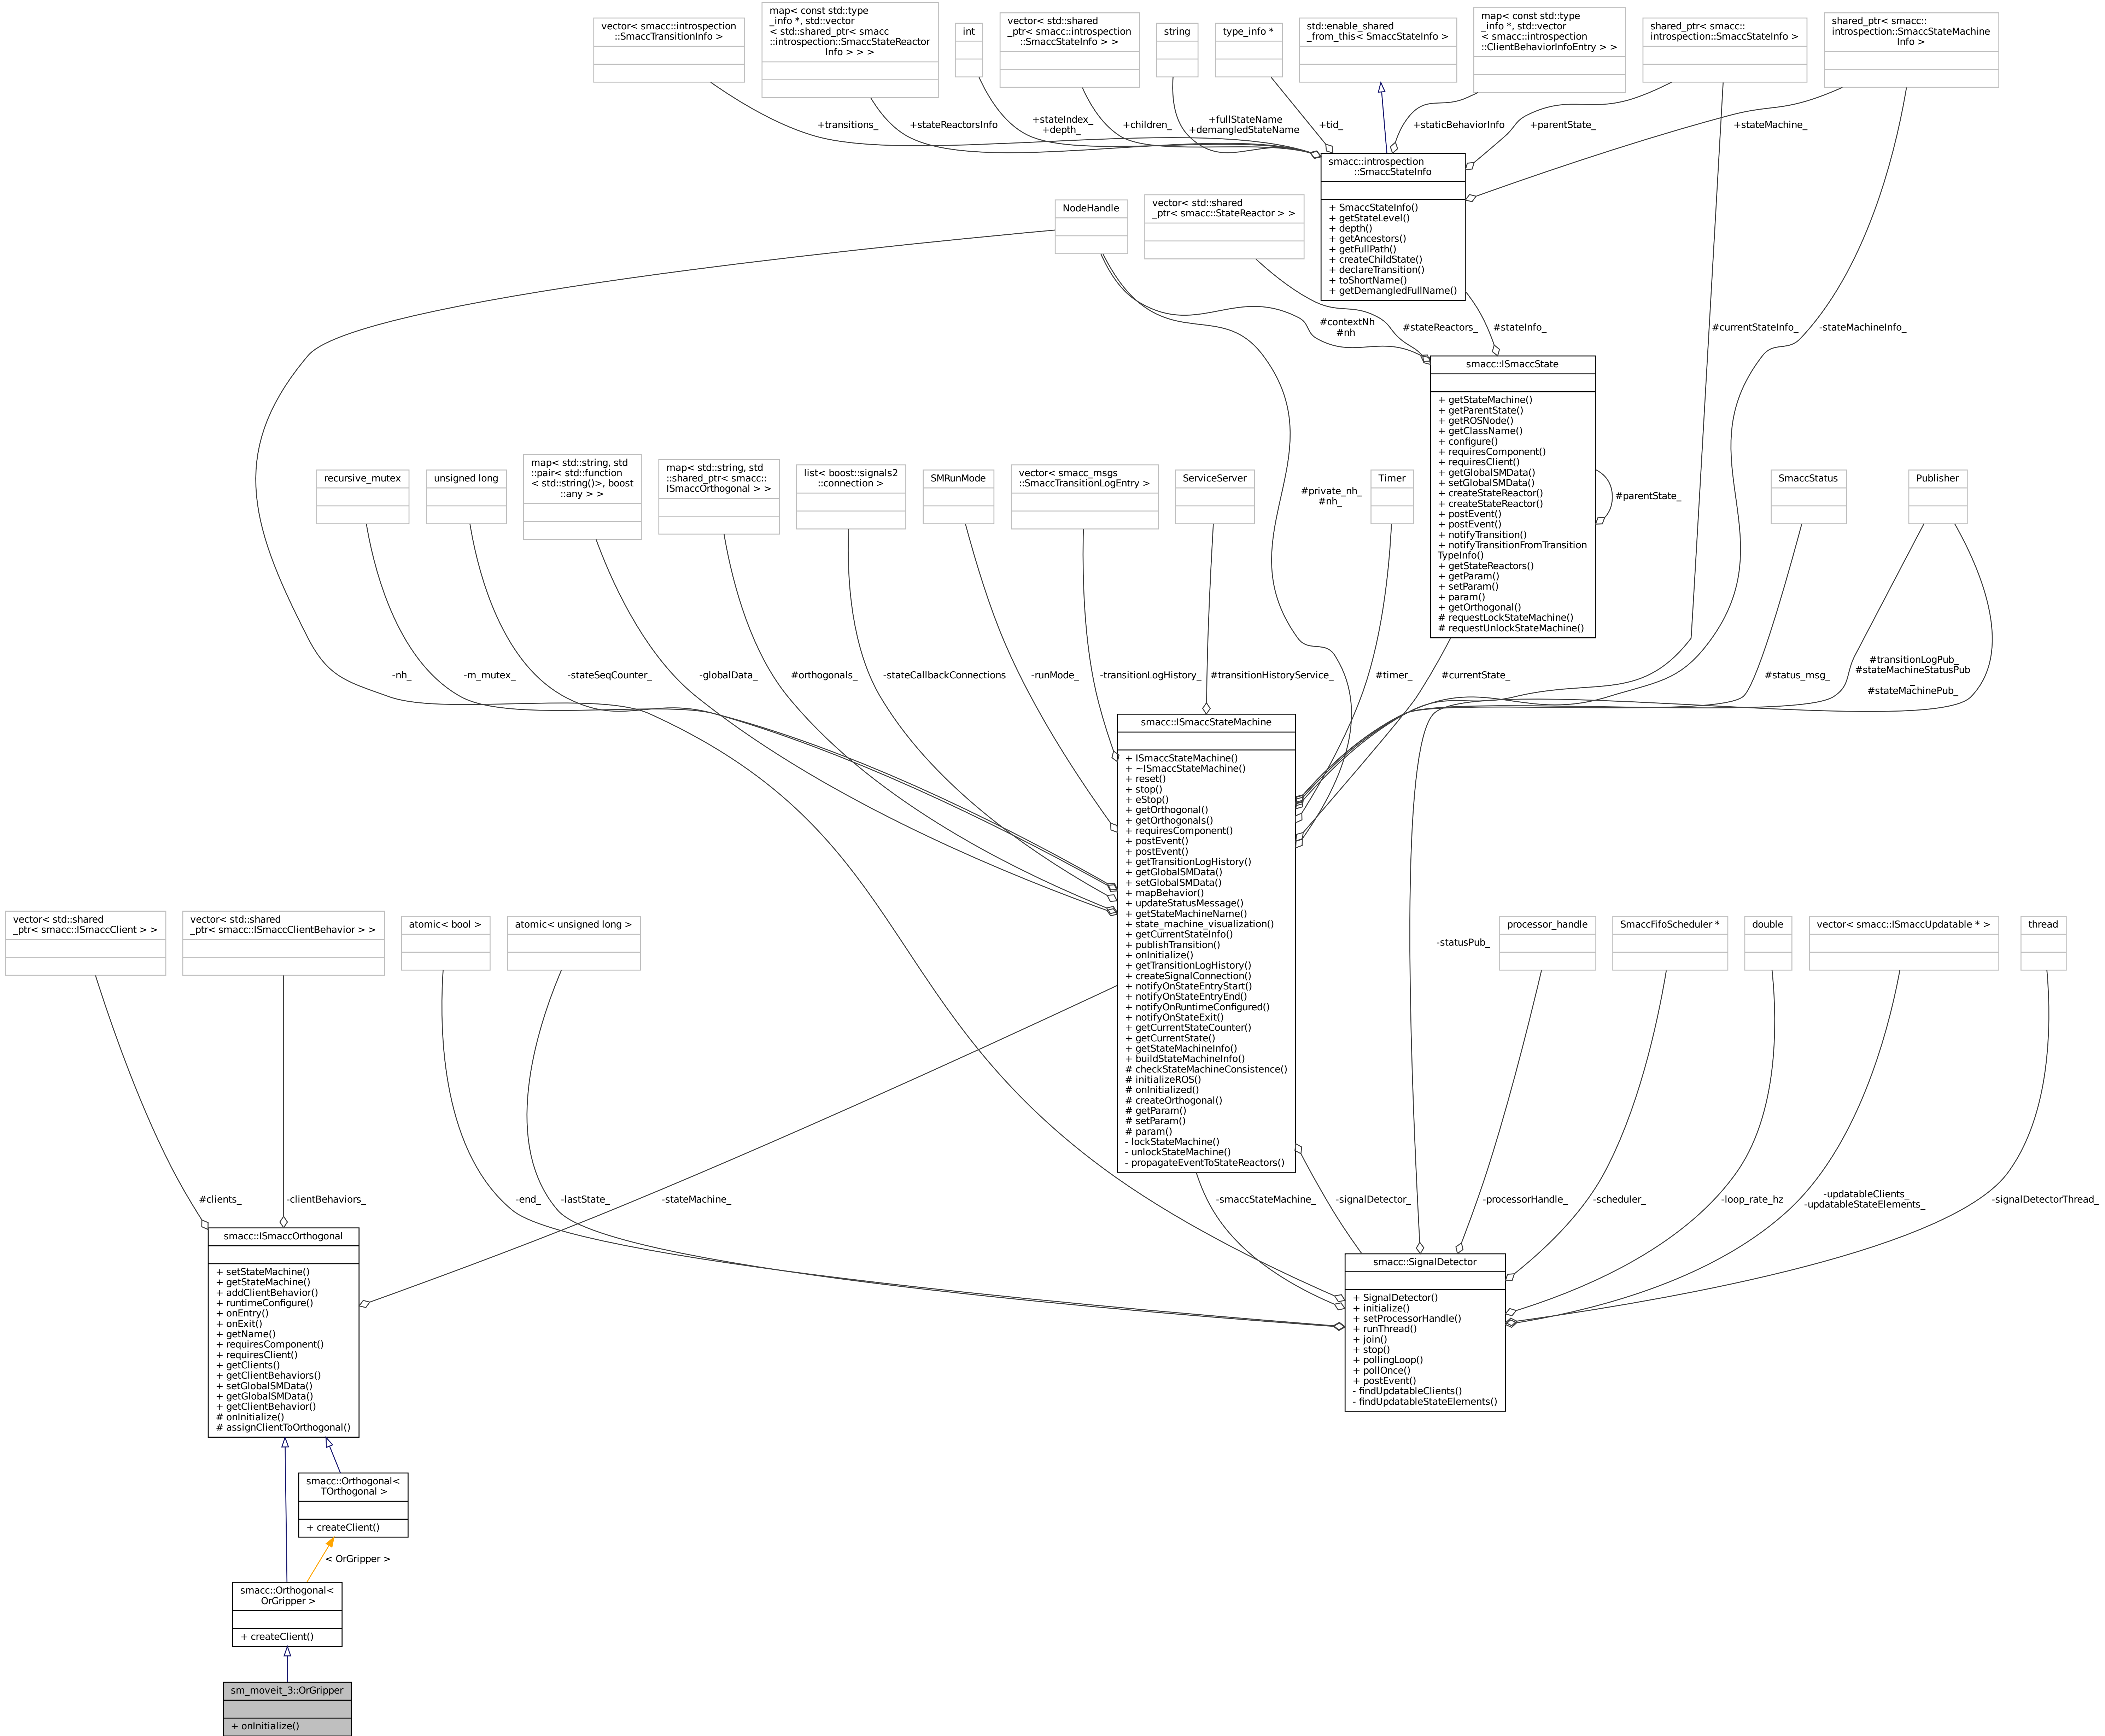 vector< smacc::introspection
::SmaccTransitionInfo >
map< const std::type
_info *, std::vector
< std::shared_ptr< smacc
::introspection::SmaccStateReactor
Info > > >
int
vector< std::shared
_ptr< smacc::introspection
::SmaccStateInfo > >
string
type_info *
std::enable_shared
_from_this< SmaccStateInfo >
map< const std::type
_info *, std::vector
< smacc::introspection
::ClientBehaviorInfoEntry > >
shared_ptr< smacc::
introspection::SmaccStateInfo >
shared_ptr< smacc::
introspection::SmaccStateMachine
Info >
+transitions_
+stateReactorsInfo
+stateIndex_
+depth_
+children_
+fullStateName
+demangledStateName
+tid_
+staticBehaviorInfo
+parentState_
+stateMachine_
smacc::introspection
::SmaccStateInfo
+ SmaccStateInfo()
+ getStateLevel()
+ depth()
+ getAncestors()
+ getFullPath()
+ createChildState()
+ declareTransition()
+ toShortName()
+ getDemangledFullName()
NodeHandle
vector< std::shared
_ptr< smacc::StateReactor > >
#contextNh
#nh
#stateReactors_
#stateInfo_
#currentStateInfo_
-stateMachineInfo_
smacc::ISmaccState
+ getStateMachine()
+ getParentState()
+ getROSNode()
+ getClassName()
+ configure()
+ requiresComponent()
+ requiresClient()
+ getGlobalSMData()
+ setGlobalSMData()
+ createStateReactor()
+ createStateReactor()
+ postEvent()
+ postEvent()
+ notifyTransition()
+ notifyTransitionFromTransition
TypeInfo()
+ getStateReactors()
+ getParam()
+ setParam()
+ param()
+ getOrthogonal()
# requestLockStateMachine()
# requestUnlockStateMachine()
#parentState_
recursive_mutex
unsigned long
map< std::string, std
::pair< std::function
< std::string()>, boost
::any > >
map< std::string, std
::shared_ptr< smacc::
ISmaccOrthogonal > >
list< boost::signals2
::connection >
SMRunMode
vector< smacc_msgs
::SmaccTransitionLogEntry >
ServiceServer
#private_nh_
#nh_
Timer
SmaccStatus
Publisher
-nh_
-m_mutex_
-stateSeqCounter_
-globalData_
#orthogonals_
-stateCallbackConnections
-runMode_
-transitionLogHistory_
#transitionHistoryService_
#timer_
#currentState_
#status_msg_
#transitionLogPub_
#stateMachineStatusPub
_
#stateMachinePub_
smacc::ISmaccStateMachine
+ ISmaccStateMachine()
+ ~ISmaccStateMachine()
+ reset()
+ stop()
+ eStop()
+ getOrthogonal()
+ getOrthogonals()
+ requiresComponent()
+ postEvent()
+ postEvent()
+ getTransitionLogHistory()
+ getGlobalSMData()
+ setGlobalSMData()
+ mapBehavior()
+ updateStatusMessage()
+ getStateMachineName()
+ state_machine_visualization()
+ getCurrentStateInfo()
+ publishTransition()
+ onInitialize()
+ getTransitionLogHistory()
+ createSignalConnection()
+ notifyOnStateEntryStart()
+ notifyOnStateEntryEnd()
+ notifyOnRuntimeConfigured()
+ notifyOnStateExit()
+ getCurrentStateCounter()
+ getCurrentState()
+ getStateMachineInfo()
+ buildStateMachineInfo()
# checkStateMachineConsistence()
# initializeROS()
# onInitialized()
# createOrthogonal()
# getParam()
# setParam()
# param()
- lockStateMachine()
- unlockStateMachine()
- propagateEventToStateReactors()
vector< std::shared
_ptr< smacc::ISmaccClient > >
vector< std::shared
_ptr< smacc::ISmaccClientBehavior > >
atomic< bool >
atomic< unsigned long >
-statusPub_
processor_handle
SmaccFifoScheduler *
double
vector< smacc::ISmaccUpdatable * >
thread
#clients_
-clientBehaviors_
-end_
-lastState_
-stateMachine_
-smaccStateMachine_
-signalDetector_
-processorHandle_
-scheduler_
-loop_rate_hz
-updatableClients_
-updatableStateElements_
-signalDetectorThread_
smacc::ISmaccOrthogonal
+ setStateMachine()
+ getStateMachine()
+ addClientBehavior()
+ runtimeConfigure()
+ onEntry()
+ onExit()
+ getName()
+ requiresComponent()
+ requiresClient()
+ getClients()
+ getClientBehaviors()
+ setGlobalSMData()
+ getGlobalSMData()
+ getClientBehavior()
# onInitialize()
# assignClientToOrthogonal()
smacc::SignalDetector
+ SignalDetector()
+ initialize()
+ setProcessorHandle()
+ runThread()
+ join()
+ stop()
+ pollingLoop()
+ pollOnce()
+ postEvent()
- findUpdatableClients()
- findUpdatableStateElements()
smacc::Orthogonal<
TOrthogonal >
+ createClient()
< OrGripper >
smacc::Orthogonal<
OrGripper >
+ createClient()
sm_moveit_3::OrGripper
+ onInitialize()